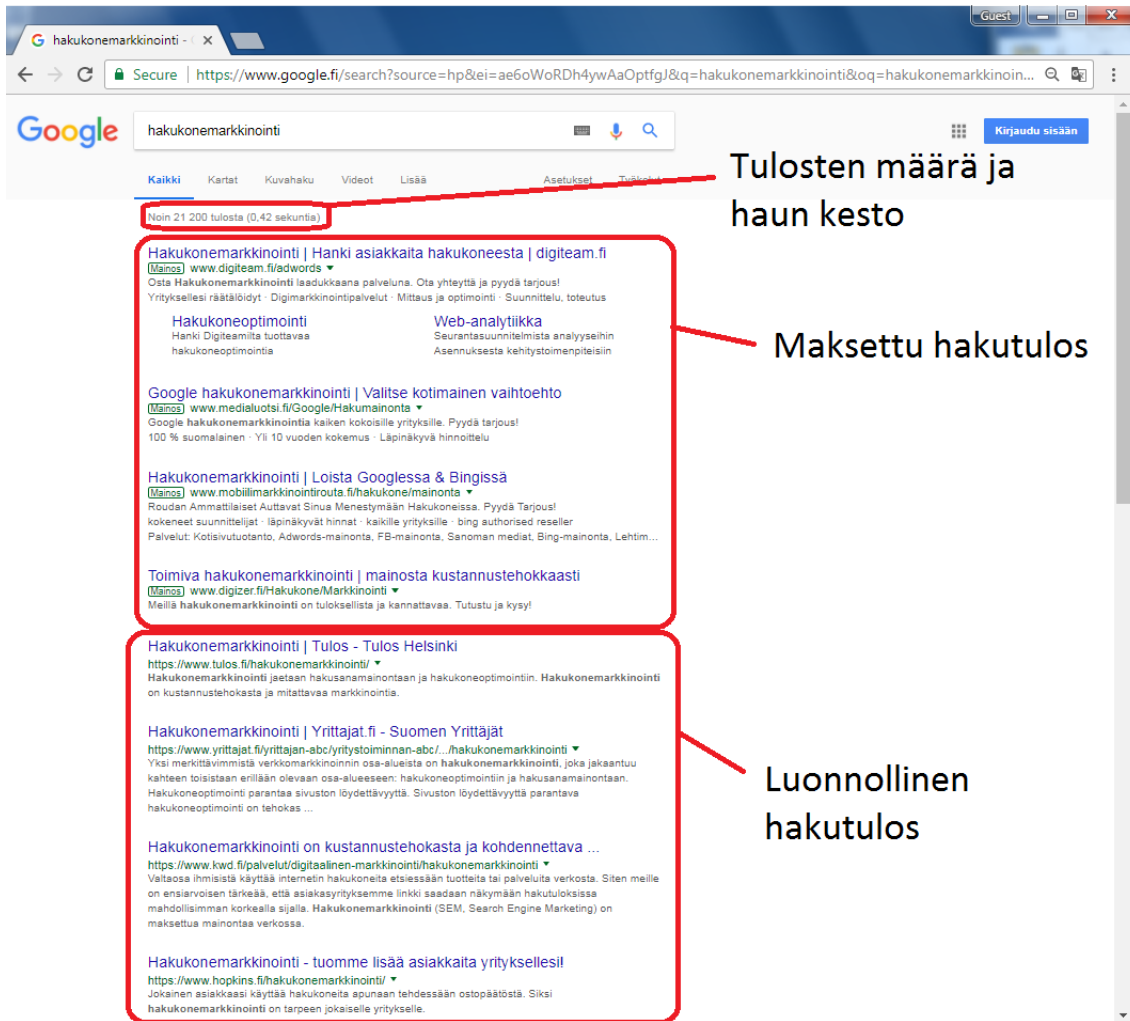 Guest
hakukonemarkkinointi -
Secure | https://www.google.fi/search?source=hp&ei=ae6oWoRDh4ywAaOptfgJ&q=hakukonemarkkinointi&oq=hakukonemarkkinoin...
Google
hakukonemarkkinointi
Kirjaudu sisään
Kaikki Kartat Kuvahaku Videot Lisää Asetukset Työkalut
Tulosten määrä ja
haun kesto
Noin 21 200 tulosta (0,42 sekuntia)
Hakukonemarkkinointi | Hanki asiakkaita hakukoneesta | digiteam.fi
Mainos www.digiteam.fi/adwords
Osta Hakukonemarkkinointi laadukkaana palveluna. Ota yhteyttä ja pyydä tarjous!
Yrityksellesi räätälöidyt · Digimarkkinointipalvelut · Mittaus ja optimointi · Suunnittelu, toteutus
Hakukoneoptimointi
Hanki Digiteamilta tuottavaa
hakukoneoptimointia
Web-analytiikka
Seurantasuunnitelmista analyyseihin
Asennuksesta kehitystoimenpiteisiin
Maksettu hakutulos
Google hakukonemarkkinointi | Valitse kotimainen vaihtoehto
Mainos www.medialuotsi.fi/Google/Hakumainonta
Google hakukonemarkkinointia kaiken kokoisille yrityksille. Pyydä tarjous!
100 % suomalainen · Yli 10 vuoden kokemus · Läpinäkyvä hinnoittelu
Hakukonemarkkinointi | Loista Googlessa & Bingissä
Mainos www.mobiilimarkkinointirouta.fi/hakukone/mainonta
Roudan Ammattilaiset Auttavat Sinua Menestymään Hakukoneissa. Pyydä Tarjous!
kokeneet suunnittelijat · läpinäkyvät hinnat · kaikille yrityksille · bing authorised reseller
Palvelut: Kotisivutuotanto, Adwords-mainonta, FB-mainonta, Sanoman mediat, Bing-mainonta, Lehtim...
Toimiva hakukonemarkkinointi | mainosta kustannustehokkaasti
Mainos www.digizer.fi/Hakukone/Markkinointi
Meillä hakukonemarkkinointi on tuloksellista ja kannattavaa. Tutustu ja kysy!
Hakukonemarkkinointi | Tulos - Tulos Helsinki
https://www.tulos.fi/hakukonemarkkinointi/
Hakukonemarkkinointi jaetaan hakusanamainontaan ja hakukoneoptimointiin. Hakukonemarkkinointi
on kustannustehokasta ja mitattavaa markkinointia.
Hakukonemarkkinointi | Yrittajat.fi - Suomen Yrittäjät
https://www.yrittajat.fi/yrittajan-abc/yritystoiminnan-abc/.../hakukonemarkkinointi
Yksi merkittävimmistä verkkomarkkinoinnin osa-alueista on hakukonemarkkinointi, joka jakaantuu
kahteen toisistaan erillään olevaan osa-alueeseen: hakukoneoptimointiin ja hakusanamainontaan.
Hakukoneoptimointi parantaa sivuston löydettävyyttä. Sivuston löydettävyyttä parantava
hakukoneoptimointi on tehokas ...
Luonnollinen
hakutulos
Hakukonemarkkinointi on kustannustehokasta ja kohdennettava ...
https://www.kwd.fi/palvelut/digitaalinen-markkinointi/hakukonemarkkinointi
Valtaosa ihmisistä käyttää internetin hakukoneita etsiessään tuotteita tai palveluita verkosta. Siten meille
on ensiarvoisen tärkeää, että asiakasyrityksemme linkki saadaan näkymään hakutuloksissa
mahdollisimman korkealla sijalla. Hakukonemarkkinointi (SEM, Search Engine Marketing) on
maksettua mainontaa verkossa.
Hakukonemarkkinointi - tuomme lisää asiakkaita yrityksellesi!
https://www.hopkins.fi/hakukonemarkkinointi/
Jokainen asiakkaasi käyttää hakukoneita apunaan tehdessään ostopäätöstä. Siksi
hakukonemarkkinointi on tarpeen jokaiselle yritykselle.